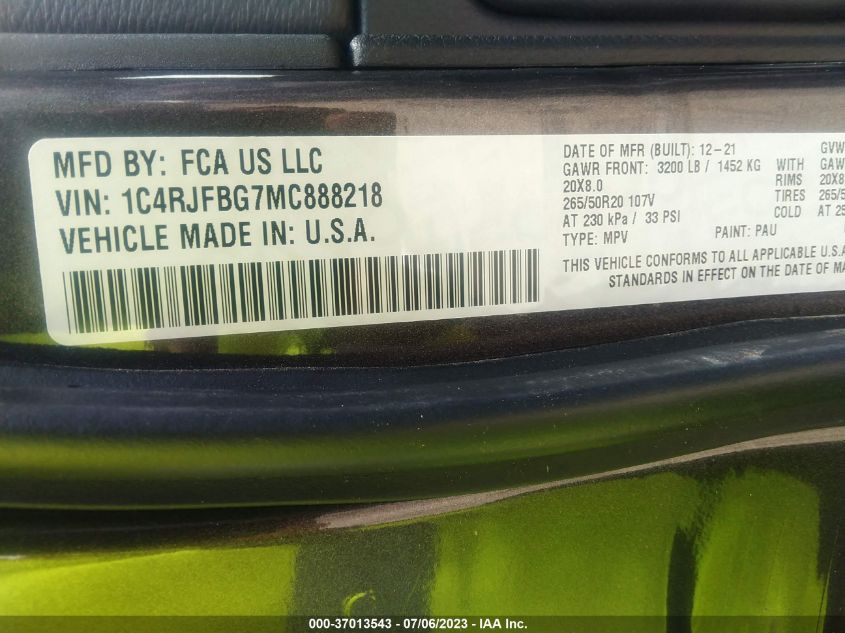 MFD BY: FCA US LLC
VIN: 1C4RJFBG7MC888218
VEHICLE MADE IN: U.S.A.
DATE OF MFR (BUILT): 12-21 GVW
GAWR FRONT: 3200 LB / 1452 KG WITH GAW
20X8.0 RIMS 20X8
265/50R20 107V TIRES 265/5
AT 230 kPa / 33 PSI COLD AT 25
TYPE: MPV PAINT: PAU
THIS VEHICLE CONFORMS TO ALL APPLICABLE U.S.A
STANDARDS IN EFFECT ON THE DATE OF MA
000-37013543 - 07/06/2023 - IAA Inc.